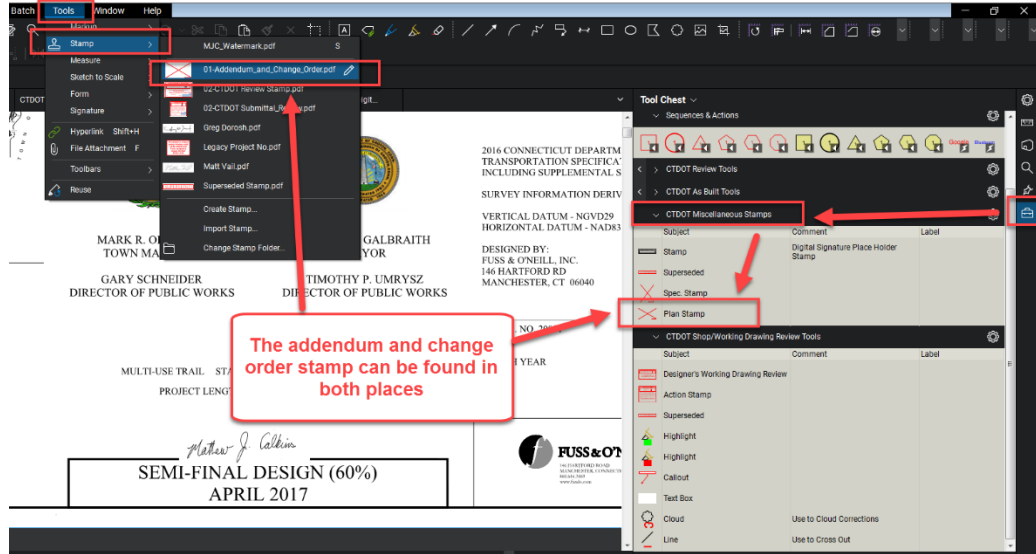 Batch Tools Window Help
Markup
Stamp
Measure
Sketch to Scale
Form
Signature
Hyperlink Shift+H
File Attachment F
Toolbars
Reuse
MJC_Watermark.pdf S
01-Addendum_and_Change_Order.pdf
02-CTDOT Review Stamp.pdf
02-CTDOT Submittal_Review.pdf
Greg Dorosh.pdf
Legacy Project No.pdf
Matt Vail.pdf
Superseded Stamp.pdf
Create Stamp...
Import Stamp...
Change Stamp Folder...
CTDOT
MARK R.
TOWN
GALBRAITH
GARY SCHNEIDER
DIRECTOR OF PUBLIC WORKS
TIMOTHY P. UMRYSZ
DIRECTOR OF PUBLIC WORKS
2016 CONNECTICUT DEPARTM
TRANSPORTATION SPECIFICA
INCLUDING SUPPLEMENTAL S
SURVEY INFORMATION DERIV
VERTICAL DATUM - NGVD29
HORIZONTAL DATUM - NAD83
DESIGNED BY:
FUSS & O'NEILL, INC.
146 HARTFORD RD
MANCHESTER, CT 06040
The addendum and change
order stamp can be found in
both places
YEAR
MULTI-USE TRAIL
PROJECT LENG
Mathew J. Calkins
SEMI-FINAL DESIGN (60%)
APRIL 2017
FUSS & O'N
Tool Chest
Sequences & Actions
CTDOT Review Tools
CTDOT As Built Tools
CTDOT Miscellaneous Stamps
Subject Comment Label
Stamp Digital Signature Place Holder
Stamp
Superseded
Spec. Stamp
Plan Stamp
CTDOT Shop/Working Drawing Review Tools
Subject Comment Label
Designer's Working Drawing Review
Action Stamp
Superseded
Highlight
Highlight
Callout
Text Box
Cloud Use to Cloud Corrections
Line Use to Cross Out